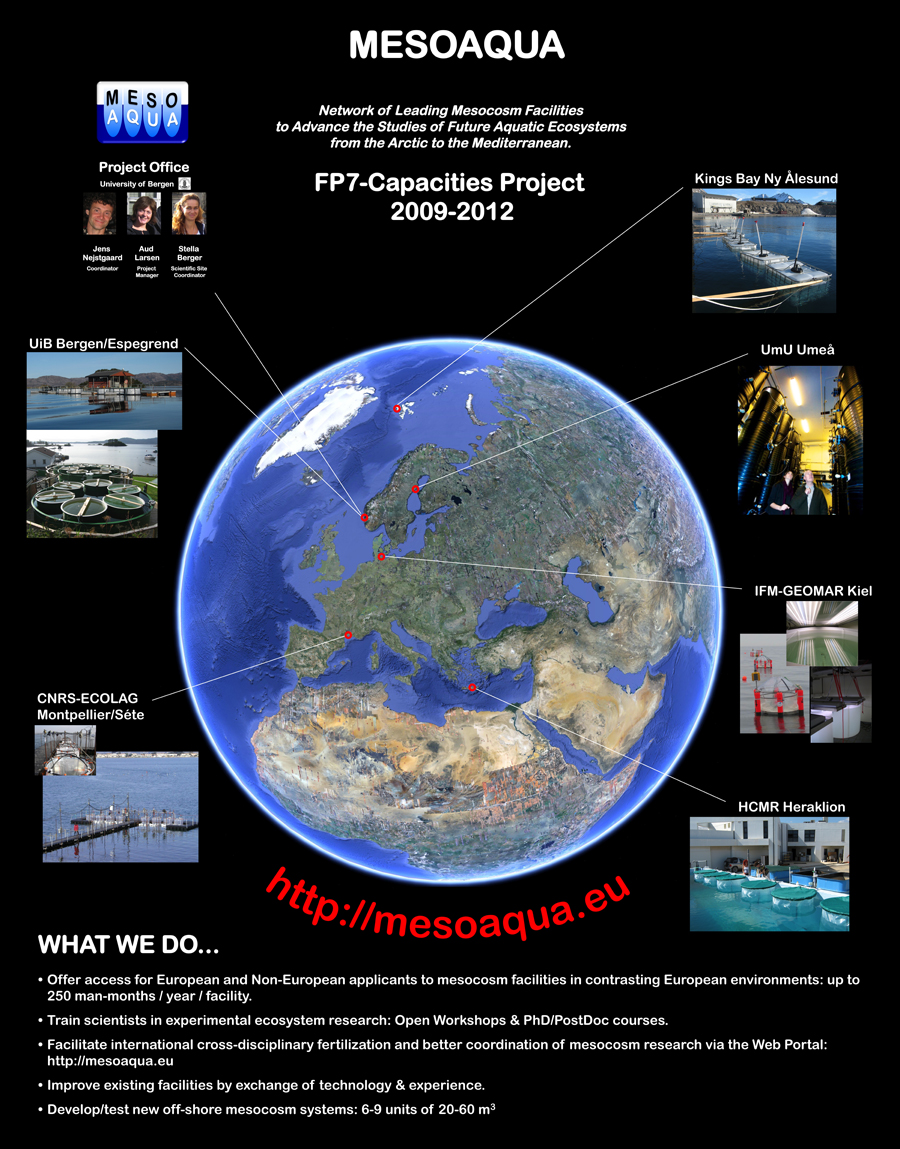 MESOAQUA
MESO
AQUA
Network of Leading Mesocosm Facilities
to Advance the Studies of Future Aquatic Ecosystems
from the Arctic to the Mediterranean.
FP7-Capacities Project
2009-2012
Project Office
University of Bergen
Jens
Nejstgaard
Coordinator
Aud
Larsen
Project
Manager
Stella
Berger
Scientific Site
Coordinator
Kings Bay Ny Ålesund
UiB Bergen/Espegrend
UmU Umeå
IFM-GEOMAR Kiel
CNRS-ECOLAG
Montpellier/Séte
HCMR Heraklion
http://mesoaqua.eu
WHAT WE DO...
• Offer access for European and Non-European applicants to mesocosm facilities in contrasting European environments: up to
250 man-months / year / facility.
• Train scientists in experimental ecosystem research: Open Workshops & PhD/PostDoc courses.
• Facilitate international cross-disciplinary fertilization and better coordination of mesocosm research via the Web Portal:
http://mesoaqua.eu
• Improve existing facilities by exchange of technology & experience.
• Develop/test new off-shore mesocosm systems: 6-9 units of 20-60 m³